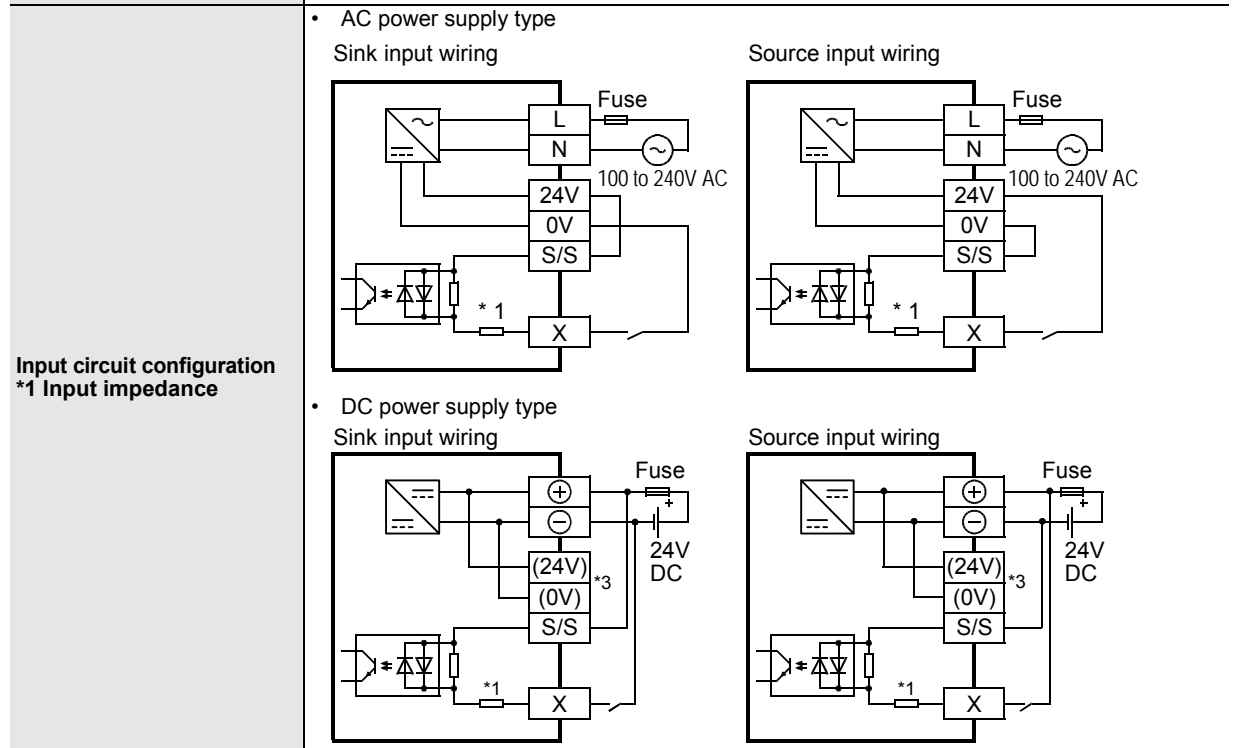 Input circuit configuration
*1 Input impedance
• AC power supply type
Sink input wiring
L
N
24V
0V
S/S
X
Fuse
100 to 240V AC
* 1
Source input wiring
L
N
24V
0V
S/S
X
Fuse
100 to 240V AC
* 1
• DC power supply type
Sink input wiring
Fuse
+
24V
DC
(24V)
(0V)
*3
S/S
*1
X
Source input wiring
Fuse
+
24V
DC
(24V)
(0V)
*3
S/S
*1
X